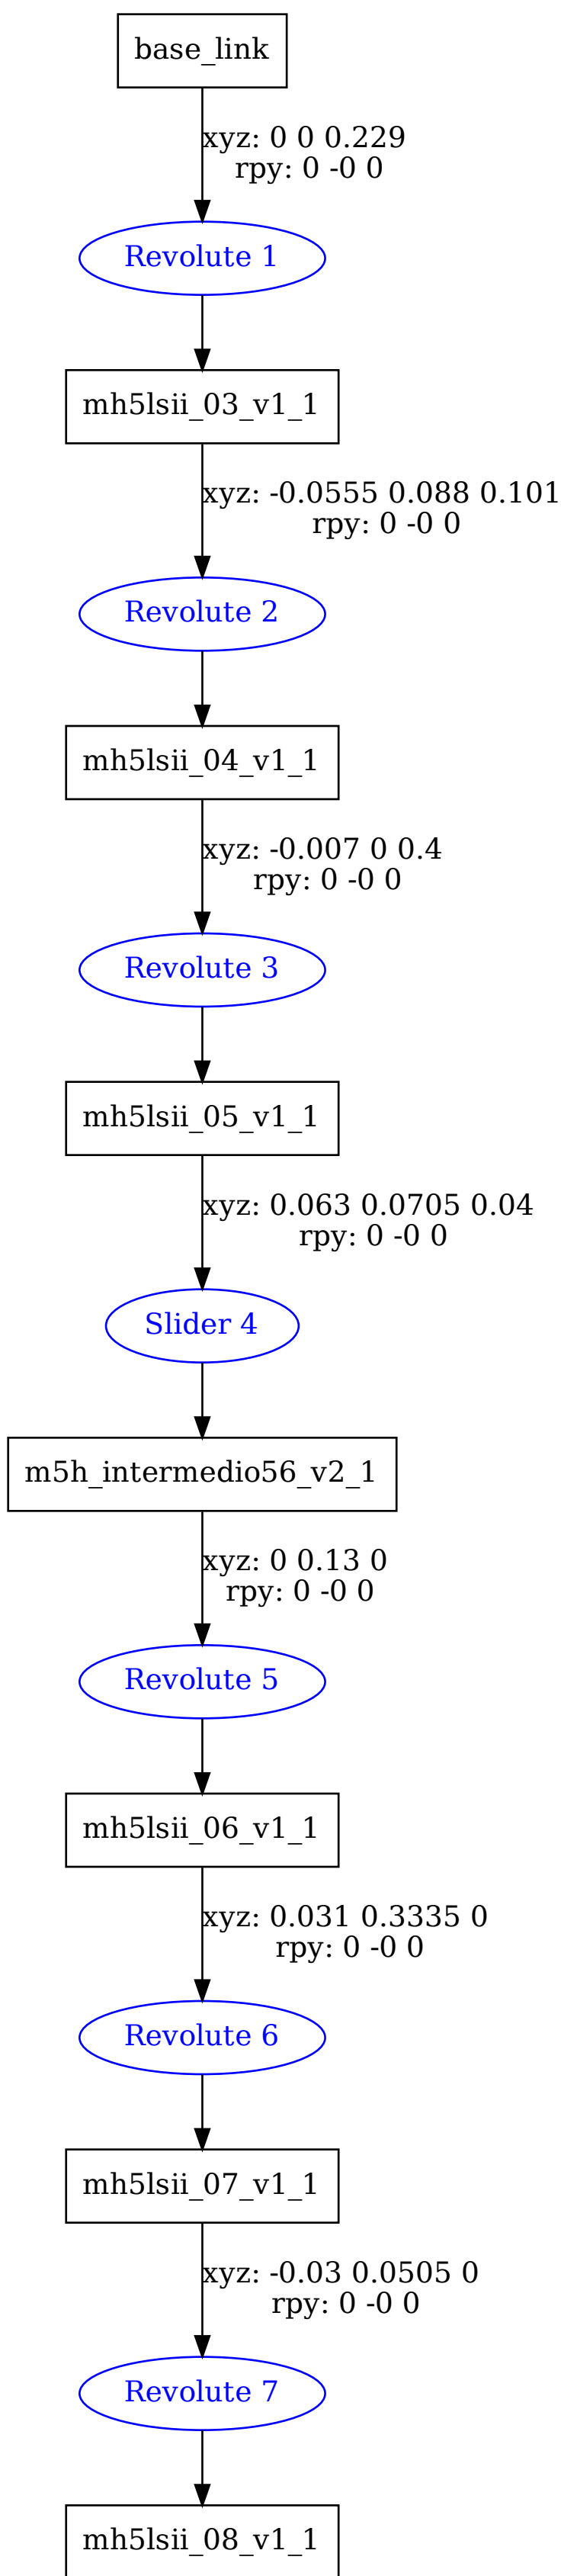 base_link
xyz: 0 0 0.229
rpy: 0 -0 0
Revolute 1
mh5lsii_03_v1_1
xyz: -0.0555 0.088 0.101
rpy: 0 -0 0
Revolute 2
mh5lsii_04_v1_1
xyz: -0.007 0 0.4
rpy: 0 -0 0
Revolute 3
mh5lsii_05_v1_1
xyz: 0.063 0.0705 0.04
rpy: 0 -0 0
Slider 4
m5h_intermedio56_v2_1
xyz: 0 0.13 0
rpy: 0 -0 0
Revolute 5
mh5lsii_06_v1_1
xyz: 0.031 0.3335 0
rpy: 0 -0 0
Revolute 6
mh5lsii_07_v1_1
xyz: -0.03 0.0505 0
rpy: 0 -0 0
Revolute 7
mh5lsii_08_v1_1